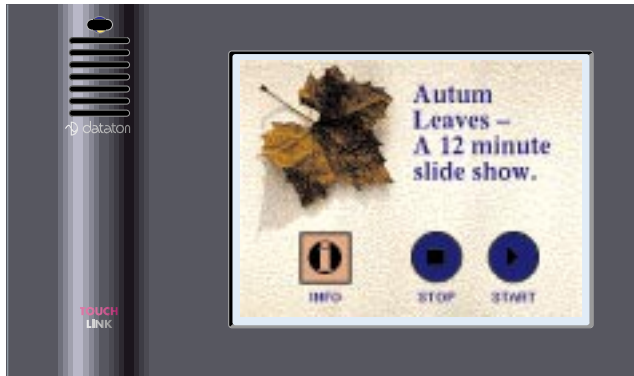 dataton
Autum
Leaves –
A 12 minute
slide show.
INFO
STOP
START
TOUCH
LINK